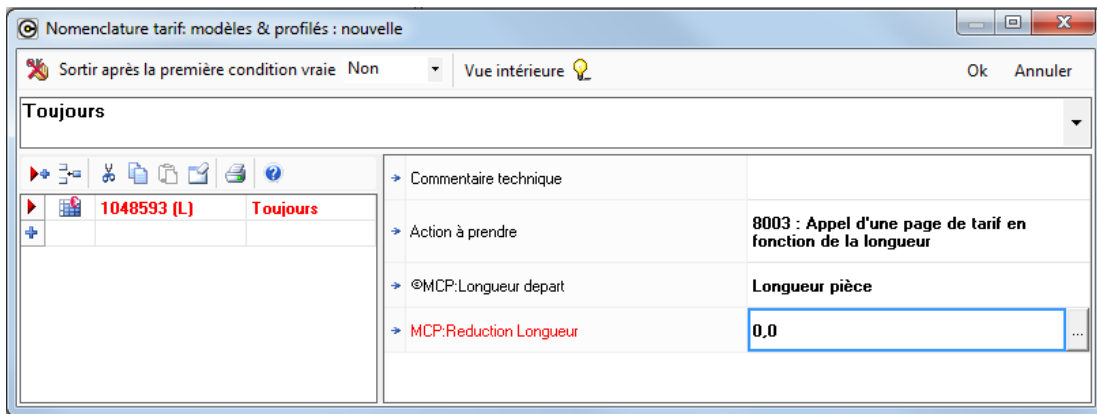 Nomenclature tarif: modèles & profilés : nouvelle
Sortir après la première condition vraie Non Vue intérieure Ok Annuler
Toujours
1048593 (L) Toujours
Commentaire technique
Action à prendre 8003 : Appel d'une page de tarif en
fonction de la longueur
©MCP:Longueur depart Longueur pièce
MCP:Reduction Longueur 0,0 ...